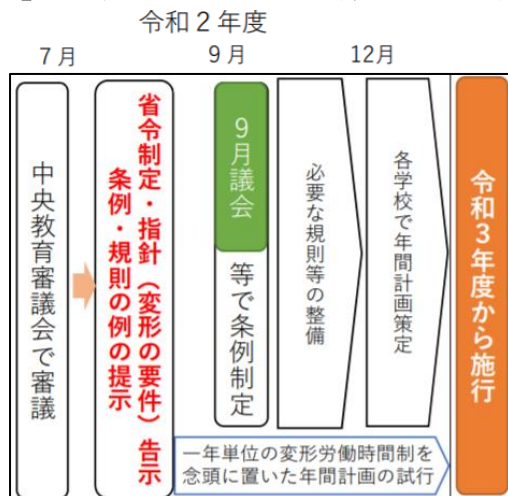 令和２年度
７月
９月
12月
中央教育審議会で審議
省令制定・指針（変形の要件）告示
条例・規則の例の提示
９月議会
等で条例制定
必要な規則等の整備
各学校で年間計画策定
令和３年度から施行
一年単位の変形労働時間制を
念頭に置いた年間計画の試行